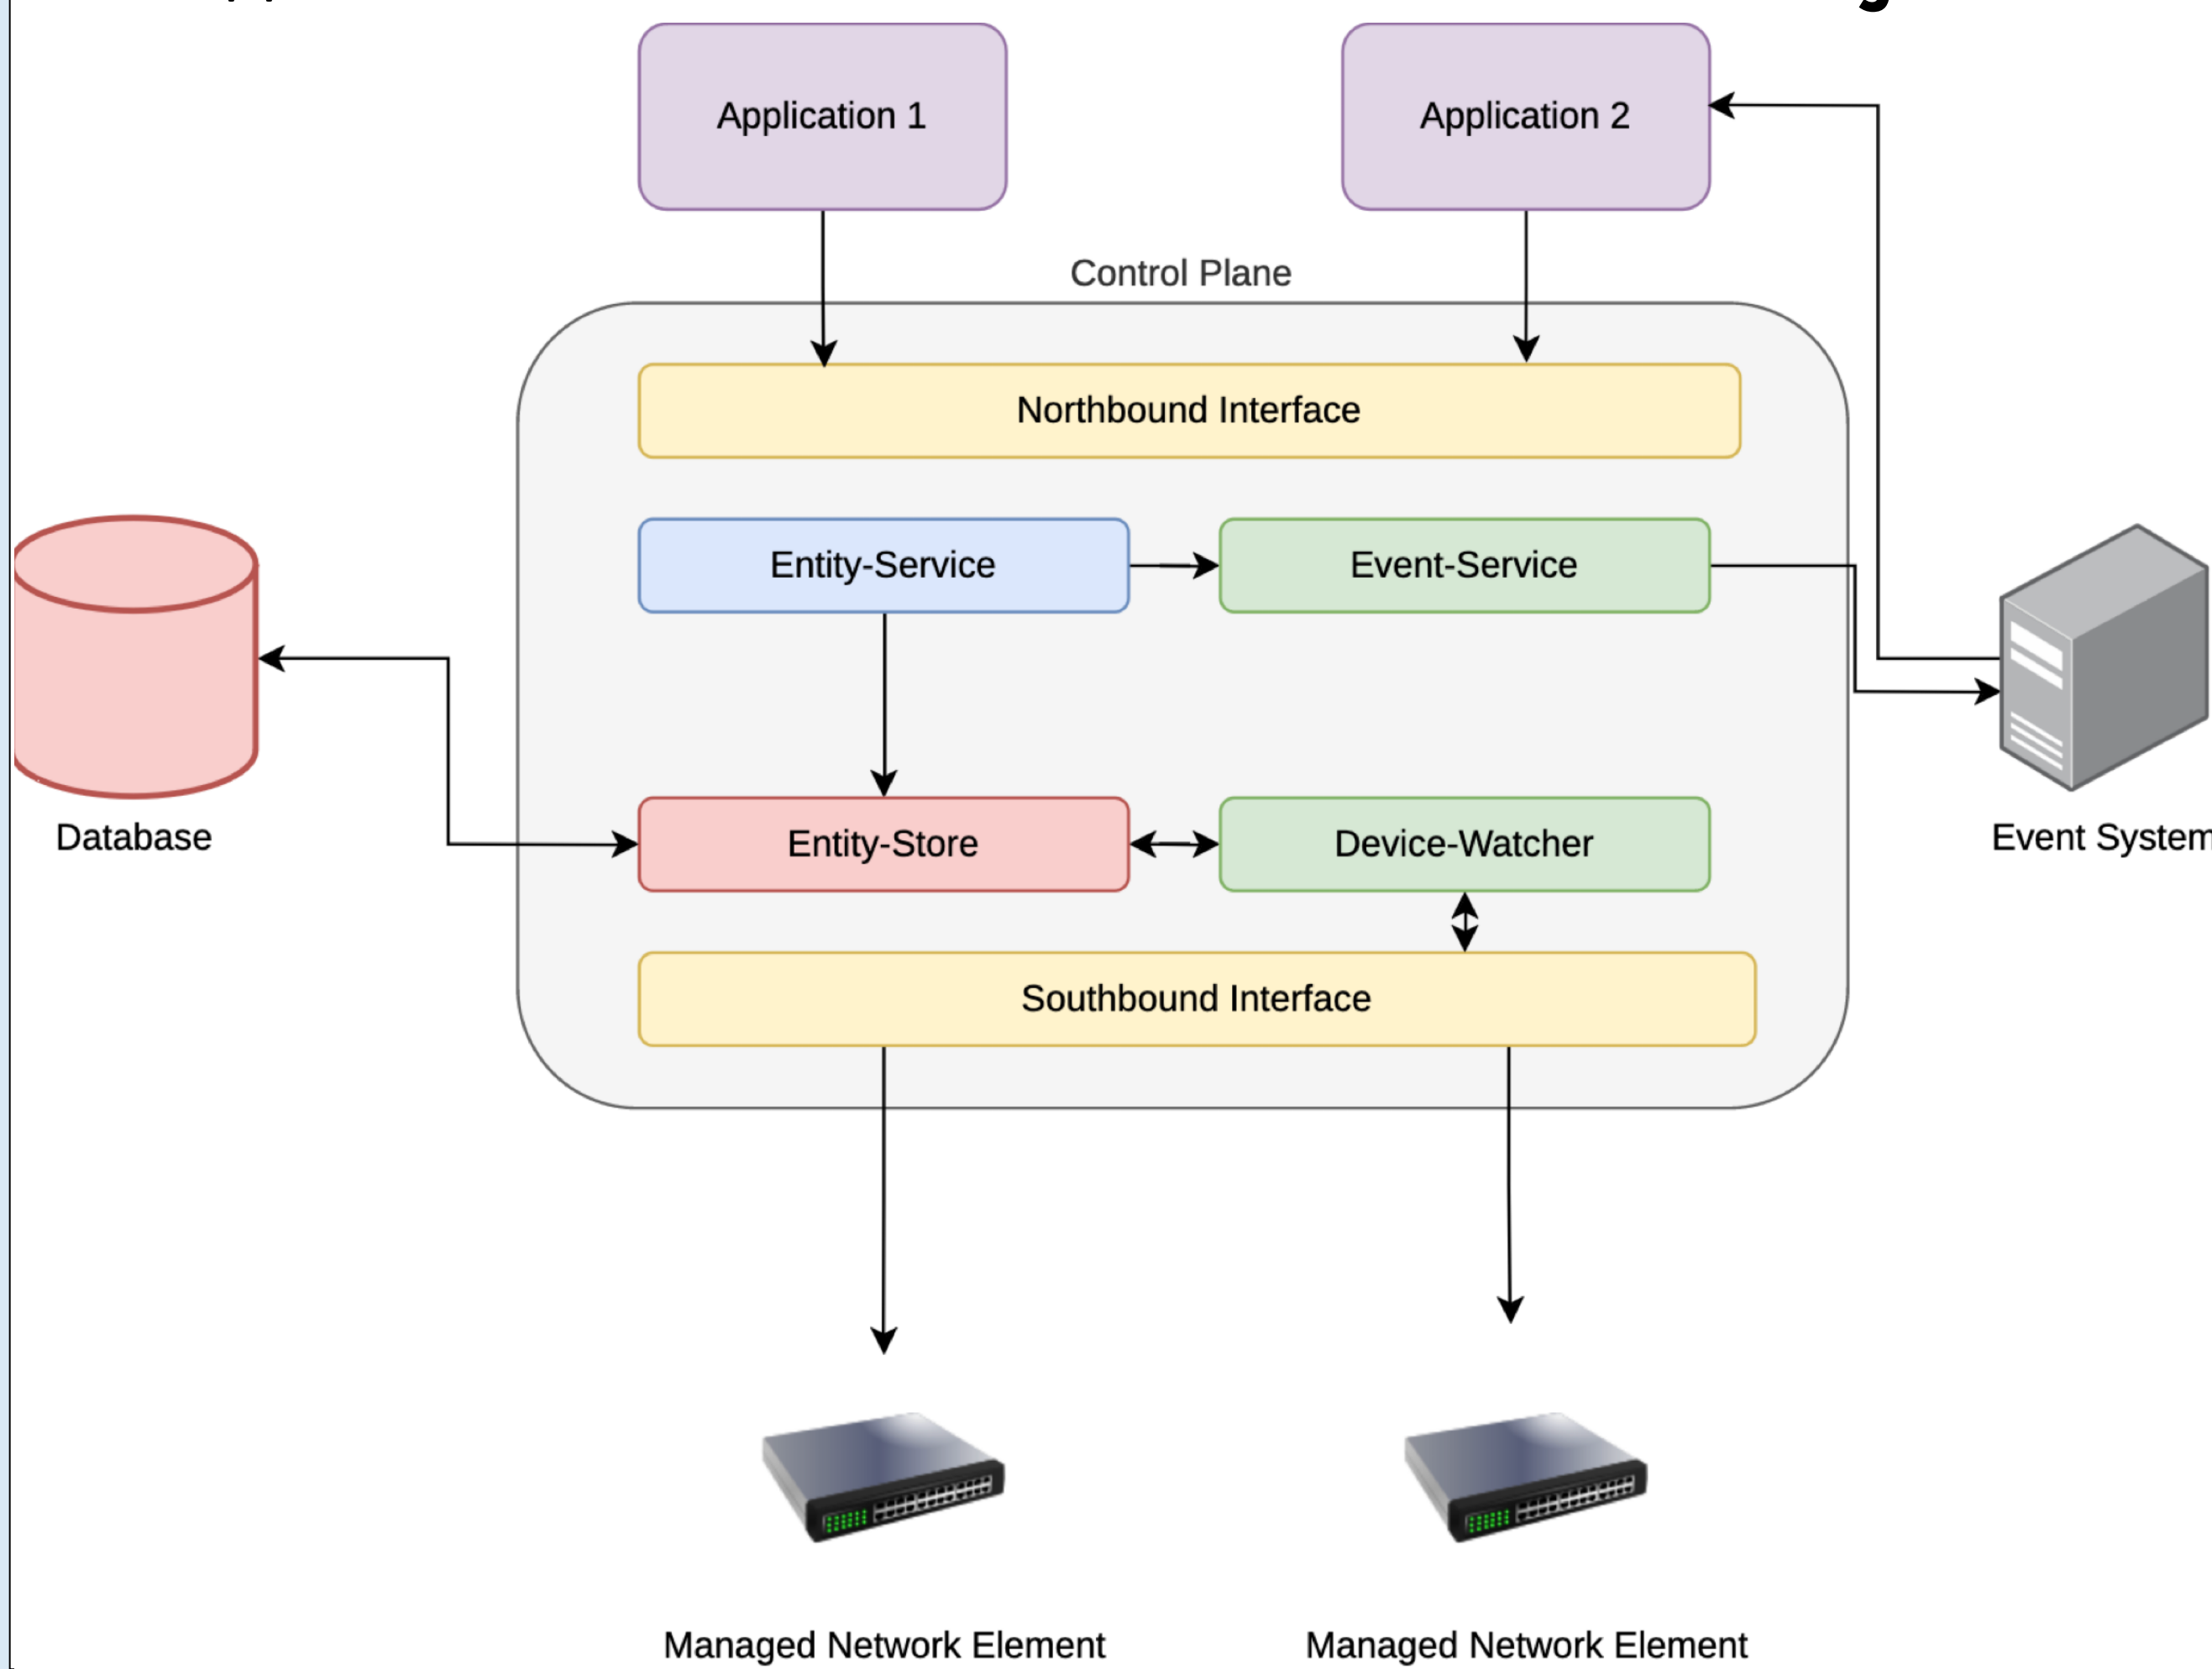 Application 1
Application 2
Control Plane
Northbound Interface
Entity-Service
Event-Service
Database
Entity-Store
Device-Watcher
Event System
Southbound Interface
Managed Network Element
Managed Network Element